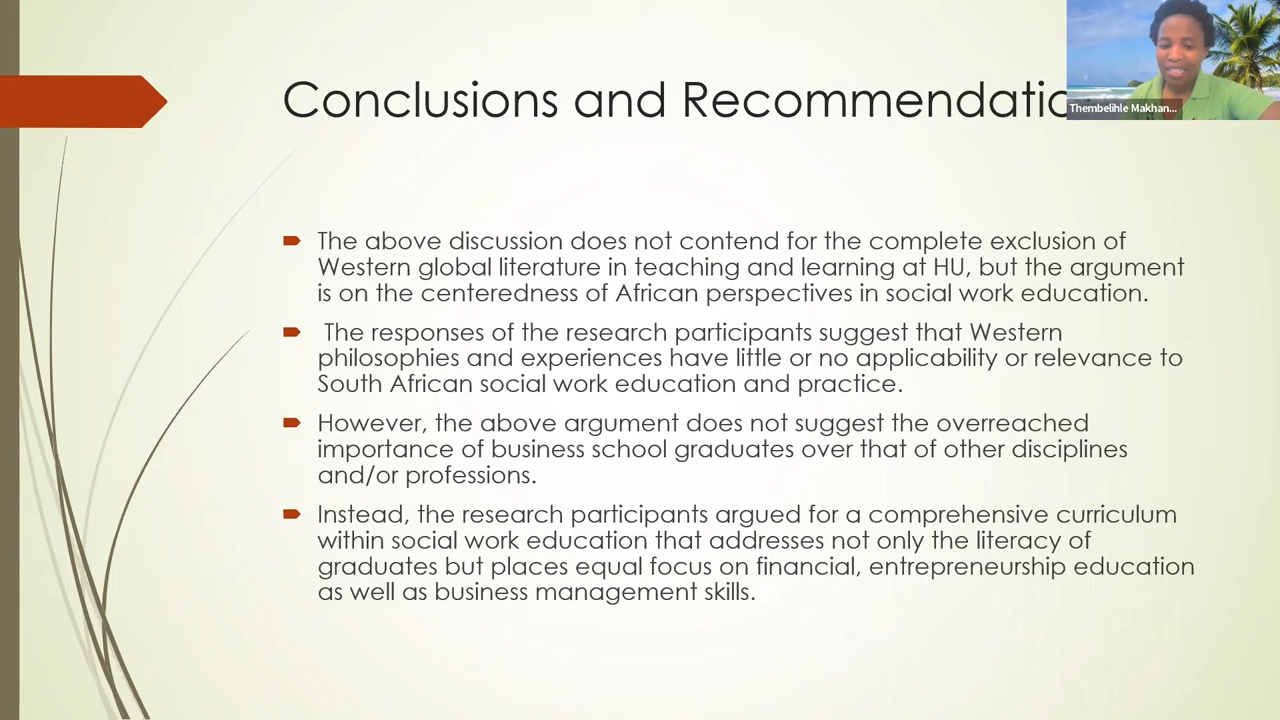 Conclusions and Recommendatio
Thembelihle Makhan...
The above discussion does not contend for the complete exclusion of
Western global literature in teaching and learning at HU, but the argument
is on the centeredness of African perspectives in social work education.
The responses of the research participants suggest that Western
philosophies and experiences have little or no applicability or relevance to
South African social work education and practice.
However, the above argument does not suggest the overreached
importance of business school graduates over that of other disciplines
and/or professions.
Instead, the research participants argued for a comprehensive curriculum
within social work education that addresses not only the literacy of
graduates but places equal focus on financial, entrepreneurship education
as well as business management skills.